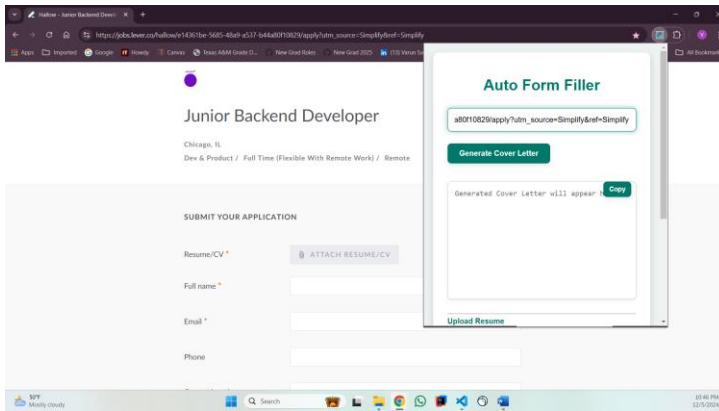 Hallow - Junior Backend Devel
https://jobs.lever.co/hallow/e14361be-5685-48a9-a537-b44a80f10829/apply?utm_source=Simplify&ref=Simplify
Apps
Imported
Google
Howdy
Canvas
Texas A&M Grade D...
New Grad Roles
New Grad 2025
All Bookmark
Junior Backend Developer
Chicago, IL
Dev & Product / Full Time (Flexible With Remote Work) / Remote
SUBMIT YOUR APPLICATION
Resume/CV *
ATTACH RESUME/CV
Full name *
Email *
Phone
Auto Form Filler
a80f10829/apply?utm_source=Simplify&ref=Simplify
Generate Cover Letter
Generated Cover Letter will appear h
Copy
Upload Resume
50°F
Mostly cloudy
Search
10:46 PM
12/5/2024